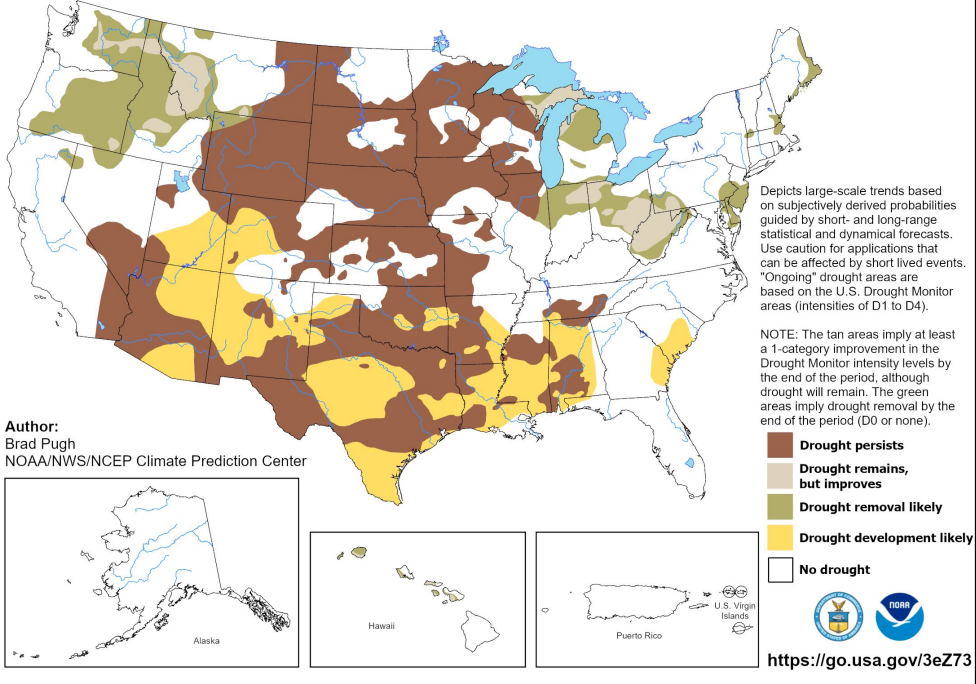 Depicts large-scale trends based
on subjectively derived probabilities
guided by short- and long-range
statistical and dynamical forecasts.
Use caution for applications that
can be affected by short lived events.
"Ongoing" drought areas are
based on the U.S. Drought Monitor
areas (intensities of D1 to D4).
NOTE: The tan areas imply at least
a 1-category improvement in the
Drought Monitor intensity levels by
the end of the period, although
drought will remain. The green
areas imply drought removal by the
end of the period (D0 or none).
Author:
Brad Pugh
NOAA/NWS/NCEP Climate Prediction Center
Drought persists
Drought remains,
but improves
Drought removal likely
Drought development likely
No drought
Alaska
Hawaii
Puerto Rico
U.S. Virgin
Islands
NOAA
https://go.usa.gov/3eZ73